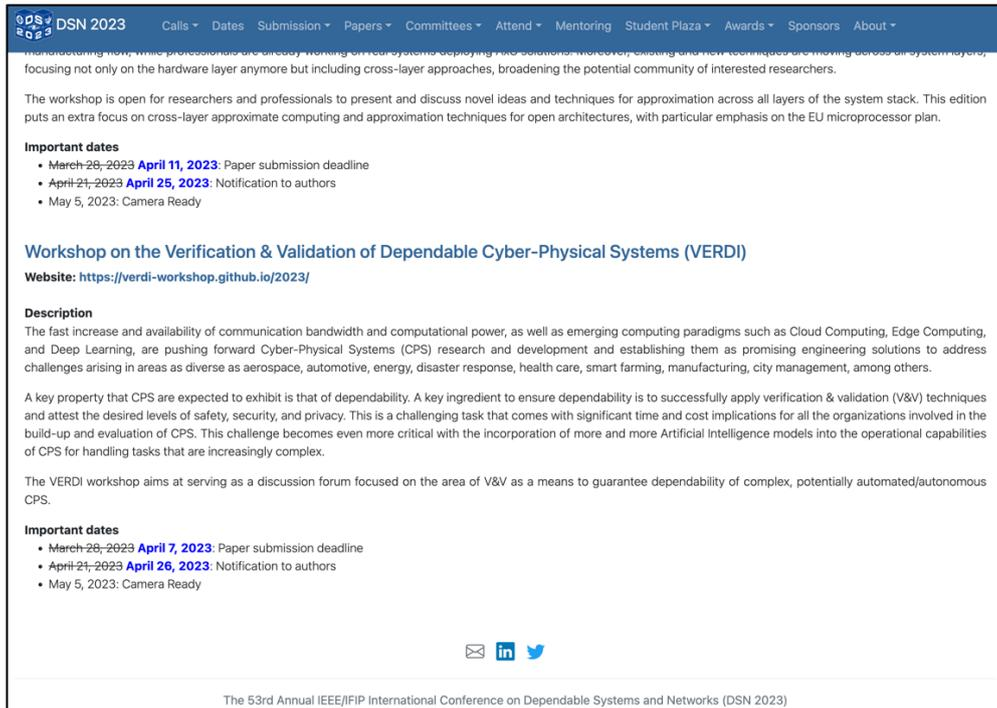 DSN 2023 Calls Dates Submission Papers Committees Attend Mentoring Student Plaza Awards Sponsors About
focusing not only on the hardware layer anymore but including cross-layer approaches, broadening the potential community of interested researchers.
The workshop is open for researchers and professionals to present and discuss novel ideas and techniques for approximation across all layers of the system stack. This edition
puts an extra focus on cross-layer approximate computing and approximation techniques for open architectures, with particular emphasis on the EU microprocessor plan.
Important dates
• March 28, 2023 April 11, 2023: Paper submission deadline
• April 21, 2023 April 25, 2023: Notification to authors
• May 5, 2023: Camera Ready
Workshop on the Verification & Validation of Dependable Cyber-Physical Systems (VERDI)
Website: https://verdi-workshop.github.io/2023/
Description
The fast increase and availability of communication bandwidth and computational power, as well as emerging computing paradigms such as Cloud Computing, Edge Computing,
and Deep Learning, are pushing forward Cyber-Physical Systems (CPS) research and development and establishing them as promising engineering solutions to address
challenges arising in areas as diverse as aerospace, automotive, energy, disaster response, health care, smart farming, manufacturing, city management, among others.
A key property that CPS are expected to exhibit is that of dependability. A key ingredient to ensure dependability is to successfully apply verification & validation (V&V) techniques
and attest the desired levels of safety, security, and privacy. This is a challenging task that comes with significant time and cost implications for all the organizations involved in the
build-up and evaluation of CPS. This challenge becomes even more critical with the incorporation of more and more Artificial Intelligence models into the operational capabilities
of CPS for handling tasks that are increasingly complex.
The VERDI workshop aims at serving as a discussion forum focused on the area of V&V as a means to guarantee dependability of complex, potentially automated/autonomous
CPS.
Important dates
• March 28, 2023 April 7, 2023: Paper submission deadline
• April 21, 2023 April 26, 2023: Notification to authors
• May 5, 2023: Camera Ready
in
The 53rd Annual IEEE/IFIP International Conference on Dependable Systems and Networks (DSN 2023)